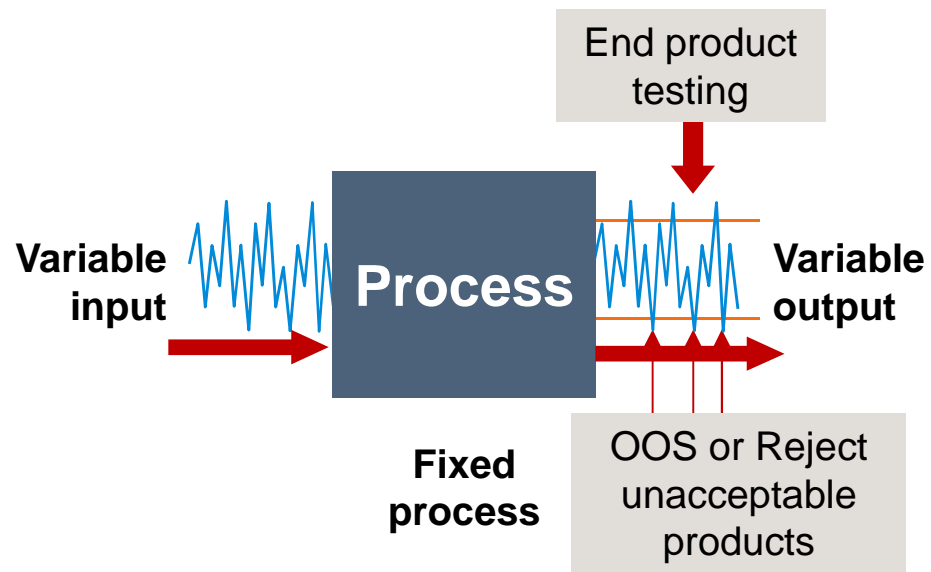 End product
testing
Variable
input
Process
Variable
output
Fixed
process
OOS or Reject
unacceptable
products